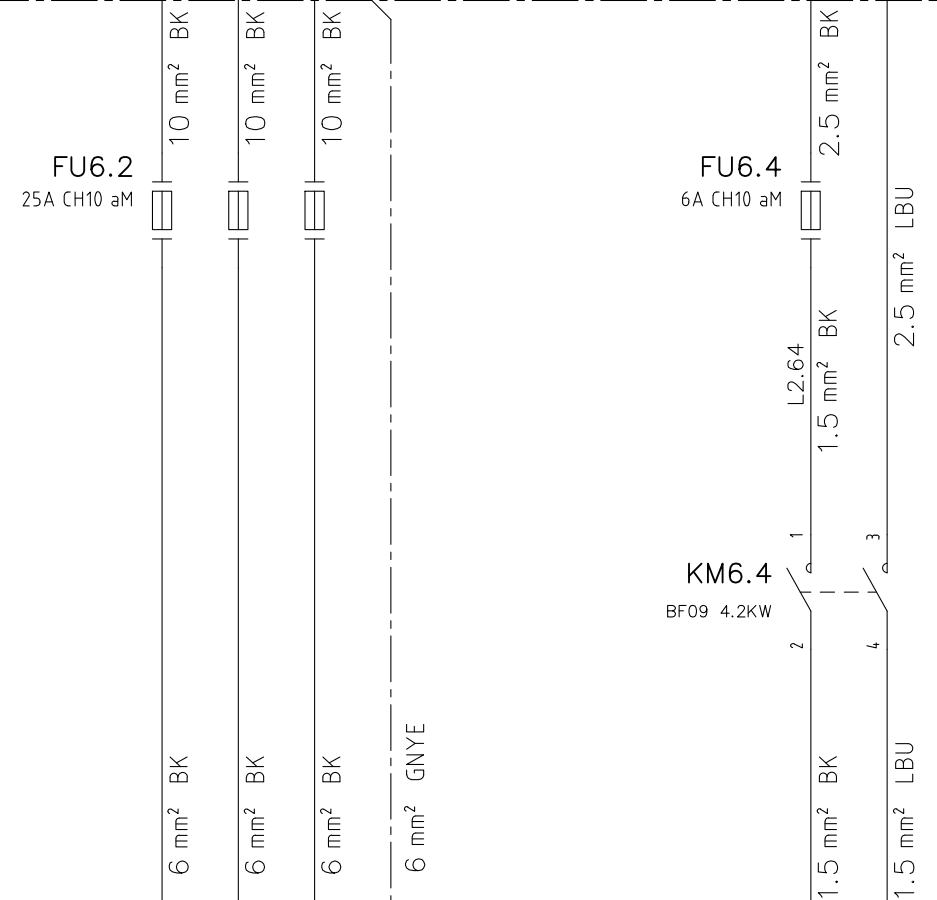 10 mm² BK
10 mm² BK
10 mm² BK
2.5 mm² BK
FU6.2
25A CH10 aM
FU6.4
6A CH10 aM
2.5 mm² LBU
L2.64
1.5 mm² BK
1
3
KM6.4
BF09 4.2KW
2
4
6 mm² BK
6 mm² BK
6 mm² BK
6 mm² GNYE
1.5 mm² BK
1.5 mm² LBU